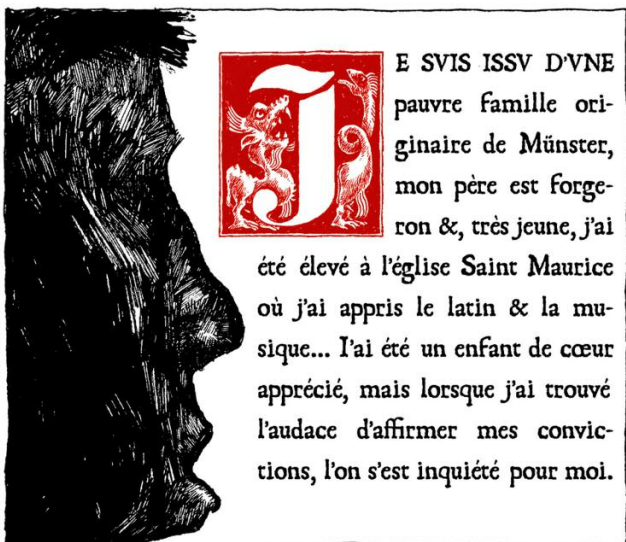 JE SVIS ISSV D'VNE
pauvre famille ori-
ginaire de Münster,
mon père est forge-
ron &, très jeune, j'ai
été élevé à l'église Saint Maurice
où j'ai appris le latin & la mu-
sique... I'ai été un enfant de cœur
apprécié, mais lorsque j'ai trouvé
l'audace d'affirmer mes convic-
tions, l'on s'est inquiété pour moi.